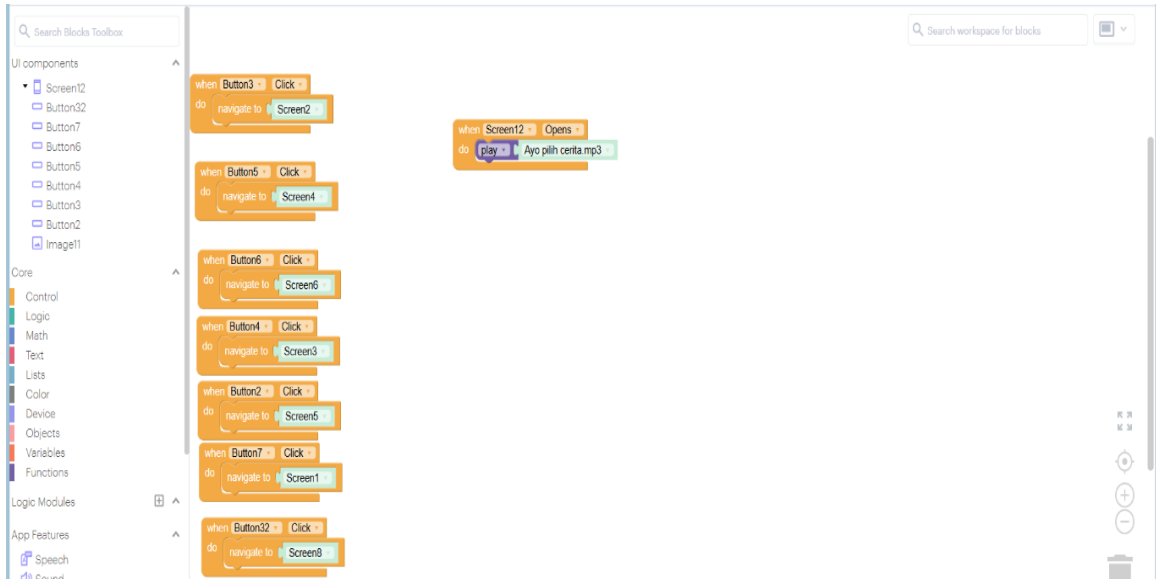 Search Blocks Toolbox
UI components
Screen12
Button32
Button7
Button6
Button5
Button4
Button3
Button2
Image11
Core
Control
Logic
Math
Text
Lists
Color
Device
Objects
Variables
Functions
Logic Modules
App Features
Speech
Sound
Search workspace for blocks
when Button3 Click
do navigate to Screen2
when Button5 Click
do navigate to Screen4
when Button6 Click
do navigate to Screen6
when Button4 Click
do navigate to Screen3
when Button2 Click
do navigate to Screen5
when Button7 Click
do navigate to Screen1
when Button32 Click
do navigate to Screen8
when Screen12 Opens
do play Ayo pilih cerita.mp3